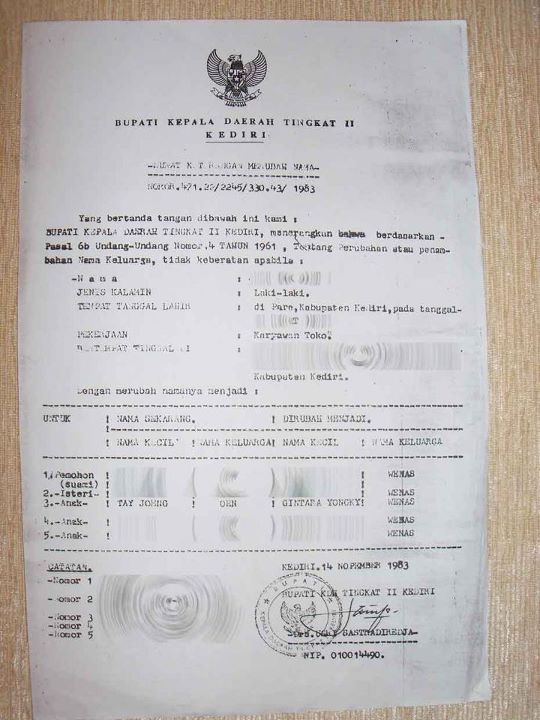 BUPATI KEPALA DAERAH TINGKAT II
KEDIRI
MERUBAH NAMA-
NOMOR.471.22/2245/330.43/ 1983
Yang bertanda tangan dibawah ini kami :
BUPATI KEPALA DAERAH TINGKAT II KEDIRI, menerangkan bahwa berdasarkan -
Pasal 6b Undang-Undang Nomor.4 TAHUN 1961 , Tentang Perubahan atau penam-
bahan Nama Keluarga, tidak keberatan apabila :
-N a m a :
JENIS KALAMIN : Laki-laki.
TEMPAT TANGGAL LAHIR : di Pare,Kabupaten Kediri,pada tanggal-
PEKERJAAN : Karyawan Toko.
BERTEMPAT TINGGAL DI :
Kabupaten Kediri.
Dengan merubah namanya menjadi :
UNTUK ! NAMA SEKARANG. ! DIRUBAH MENJADI.
! NAMA KECIL ! NAMA KELUARGA! NAMA KECIL ! NAMA KELUARGA
1.Pemohon ! ! ! ! WENAS
(suami)
2.-Isteri- WENAS
3.-Anak- ! TAY JOENG ! OEN ! GINTARA YONGKY! WENAS
4.-Anak- WENAS
5.-Anak- ! ! ! ! WENAS
CATATAN. KEDIRI,14 NOPEMBER 1983
-Nomor 1 BUPATI KDH TINGKAT II KEDIRI
-Nomor 2
-Nomor 3
-Nomor 4
-Nomor 5
BUPATI
SASTRADIREDJA-
NIP. 010014490.